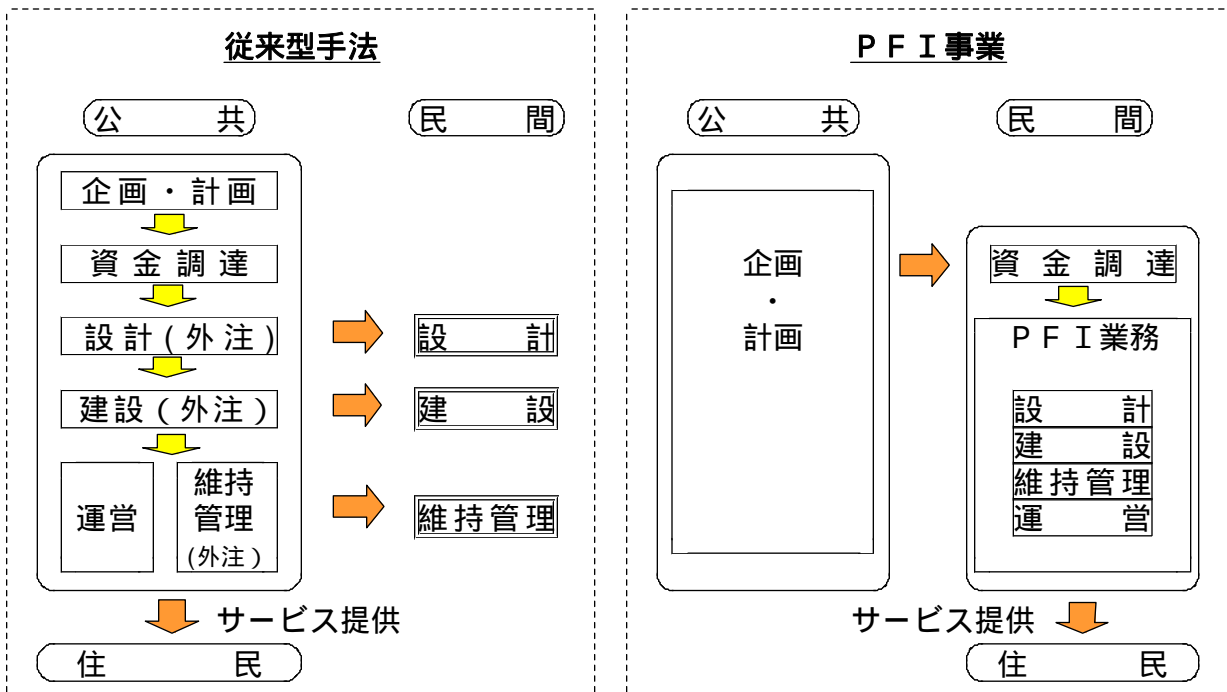 従来型手法
公 共
民 間
企画・計画
資金調達
設計(外注)
設 計
建設(外注)
建 設
運営
維持
管理
(外注)
維持管理
サービス提供
住 民
PFI事業
公 共
民 間
企画
・
計画
資金調達
PFI業務
設 計
建 設
維持管理
運 営
サービス提供
住 民